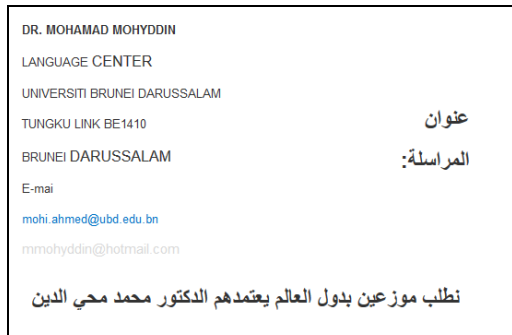 DR. MOHAMAD MOHYDDIN
LANGUAGE CENTER
UNIVERSITI BRUNEI DARUSSALAM
TUNGKU LINK BE1410
BRUNEI DARUSSALAM
E-mai
mohi.ahmed@ubd.edu.bn
mmohyddin@hotmail.com
عنوان
المراسلة:
نطلب موزعين بدول العالم يعتمدهم الدكتور محمد محي الدين